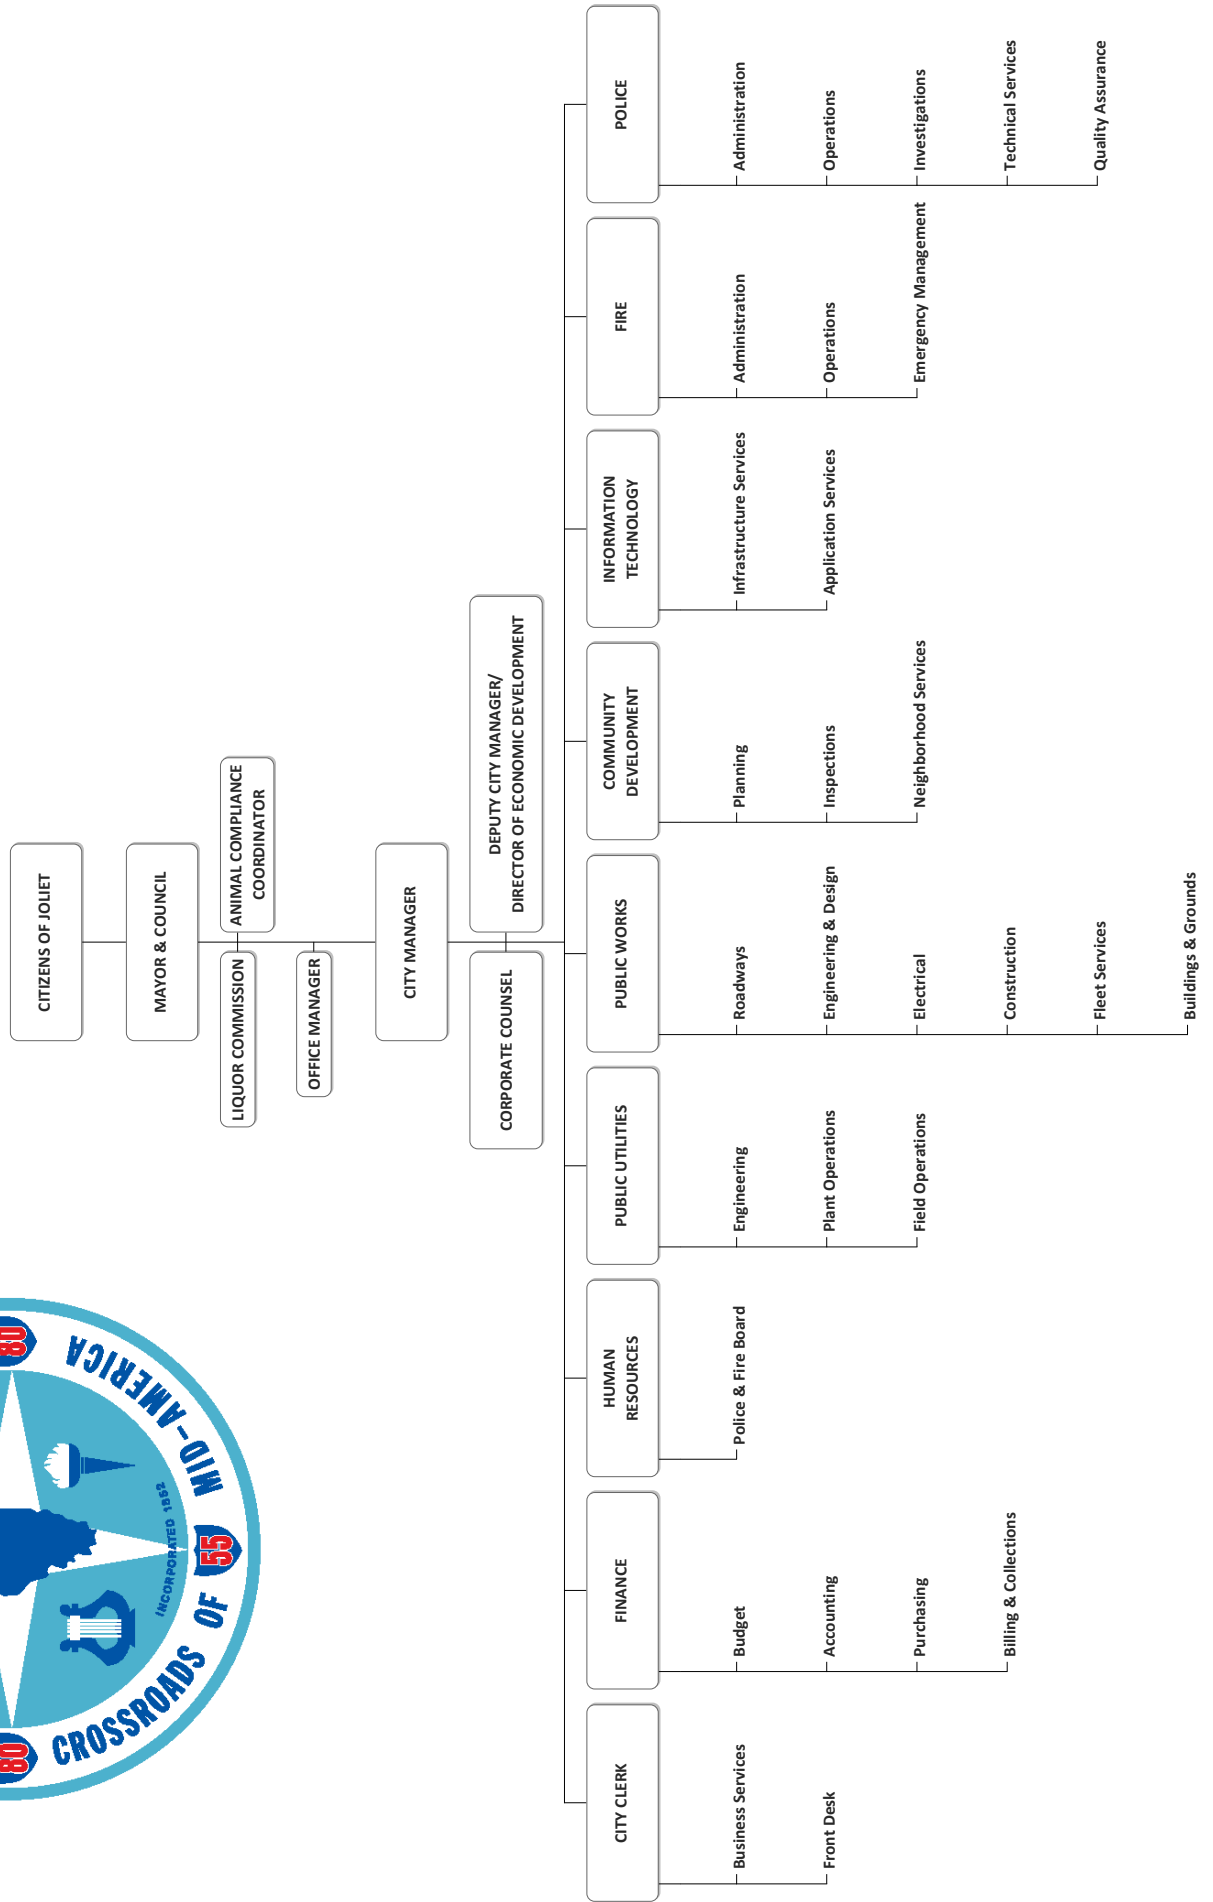 CITIZENS OF JOLIET
MAYOR & COUNCIL
LIQUOR COMMISSION
ANIMAL COMPLIANCE
COORDINATOR
OFFICE MANAGER
CITY MANAGER
CORPORATE COUNSEL
DEPUTY CITY MANAGER/
DIRECTOR OF ECONOMIC DEVELOPMENT
CITY CLERK
Business Services
Front Desk
FINANCE
Budget
Accounting
Purchasing
Billing & Collections
HUMAN
RESOURCES
Police & Fire Board
PUBLIC UTILITIES
Engineering
Plant Operations
Field Operations
PUBLIC WORKS
Roadways
Engineering & Design
Electrical
Construction
Fleet Services
Buildings & Grounds
COMMUNITY
DEVELOPMENT
Planning
Inspections
Neighborhood Services
INFORMATION
TECHNOLOGY
Infrastructure Services
Application Services
FIRE
Administration
Operations
Emergency Management
POLICE
Administration
Operations
Investigations
Technical Services
Quality Assurance
80
CROSSROADS OF
55
MID-AMERICA
80
INCORPORATED 1852